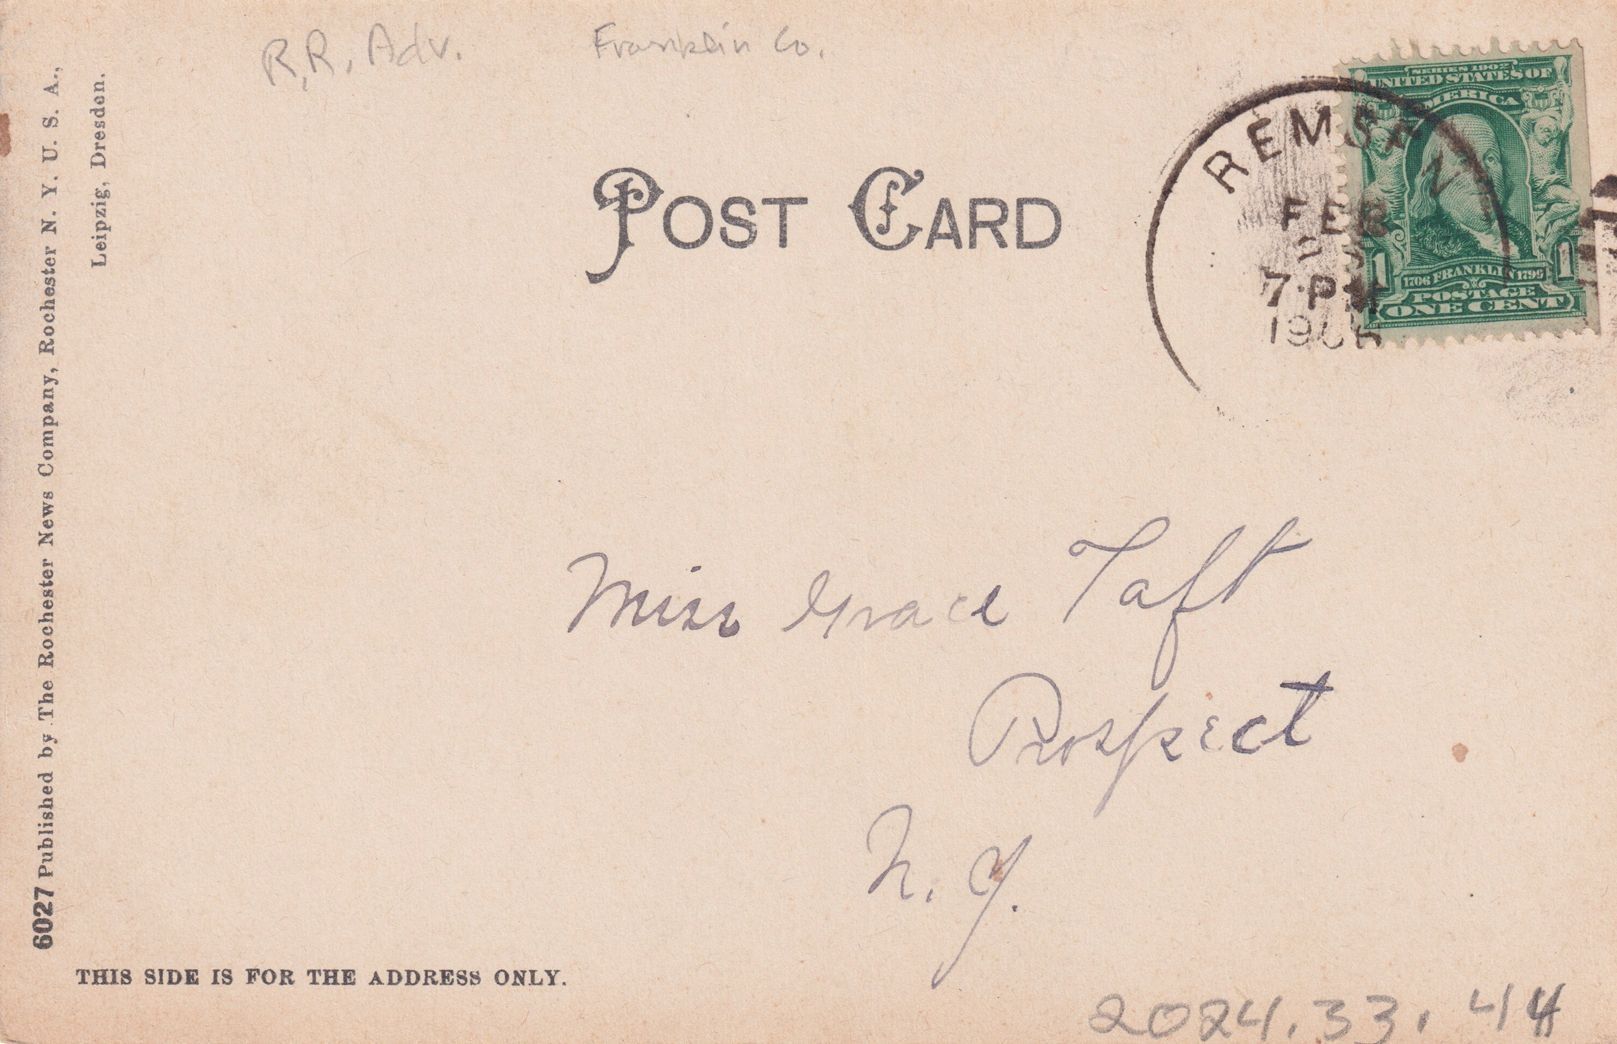 R.R. Adv.
Franklin Co.
POST CARD
REMSEN
FEB
7 PM
SERIES 1902
UNITED STATES OF
AMERICA
1706 FRANKLIN 1790
1 1
POSTAGE
ONE CENT
6027 Published by The Rochester News Company, Rochester N. Y. U. S. A.,
Leipzig, Dresden.
Miss Grace Taft
Prospect
N. Y.
THIS SIDE IS FOR THE ADDRESS ONLY.
2024.33.44